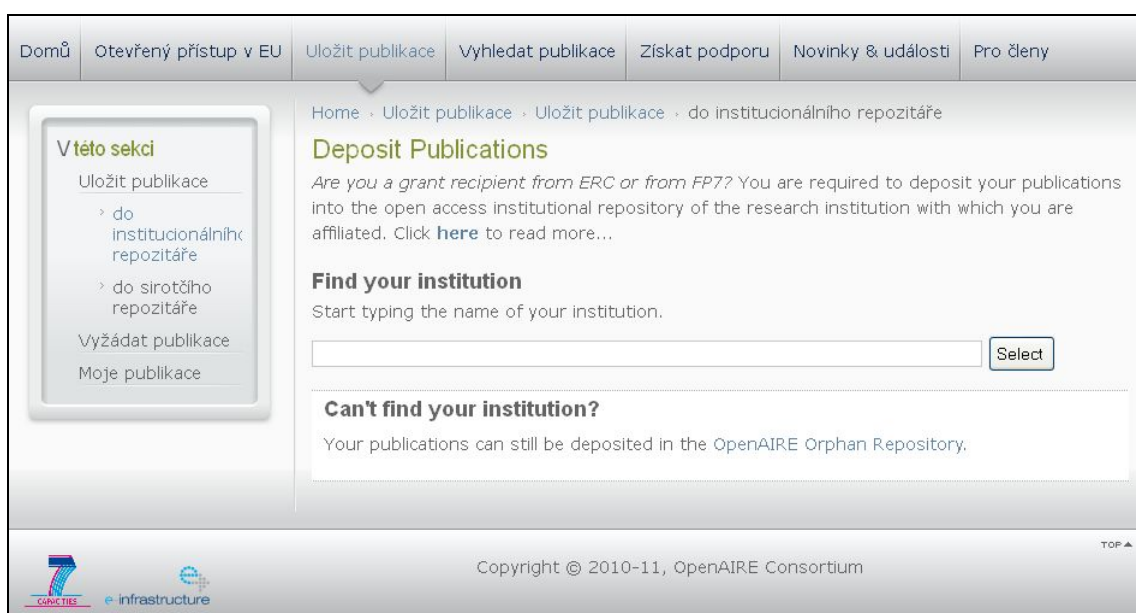 Domů Otevřený přístup v EU Uložit publikace Vyhledat publikace Získat podporu Novinky & události Pro členy
Home › Uložit publikace › Uložit publikace › do institucionálního repozitáře
V této sekci
Uložit publikace
› do
institucionálního
repozitáře
› do sirotčího
repozitáře
Vyžádat publikace
Moje publikace
Deposit Publications
Are you a grant recipient from ERC or from FP7? You are required to deposit your publications
into the open access institutional repository of the research institution with which you are
affiliated. Click here to read more...
Find your institution
Start typing the name of your institution.
Select
Can't find your institution?
Your publications can still be deposited in the OpenAIRE Orphan Repository.
TOP
7
CAPACITIES
e-infrastructure
Copyright © 2010-11, OpenAIRE Consortium